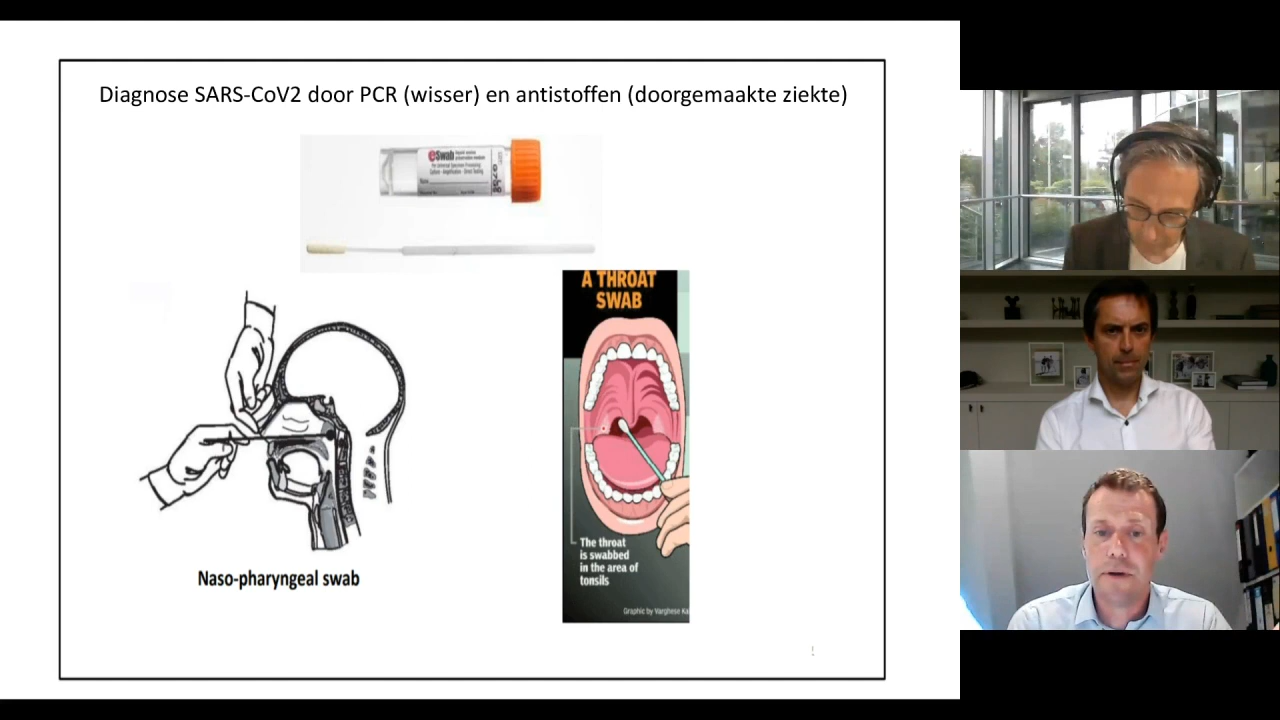 Diagnose SARS-CoV2 door PCR (wisser) en antistoffen (doorgemaakte ziekte)
eSwab
A THROAT
SWAB
The throat
is swabbed
in the area of
tonsils
Graphic by Varghese Ka
Naso-pharyngeal swab